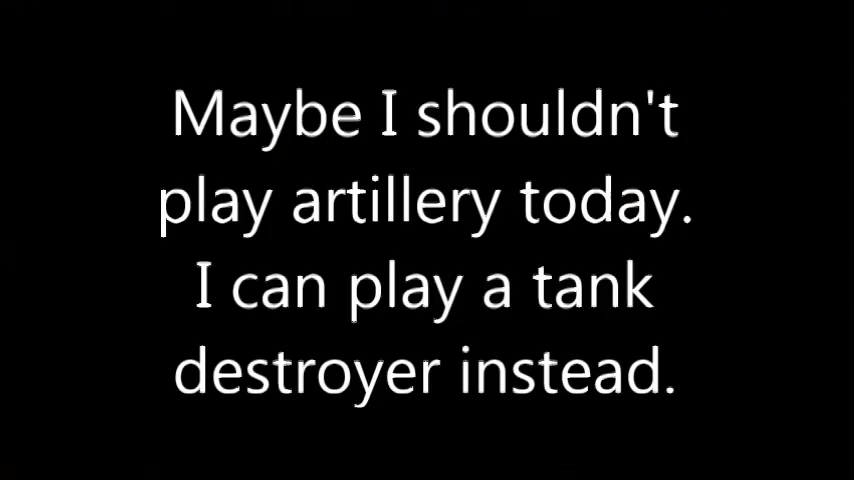 Maybe I shouldn't
play artillery today.
I can play a tank
destroyer instead.